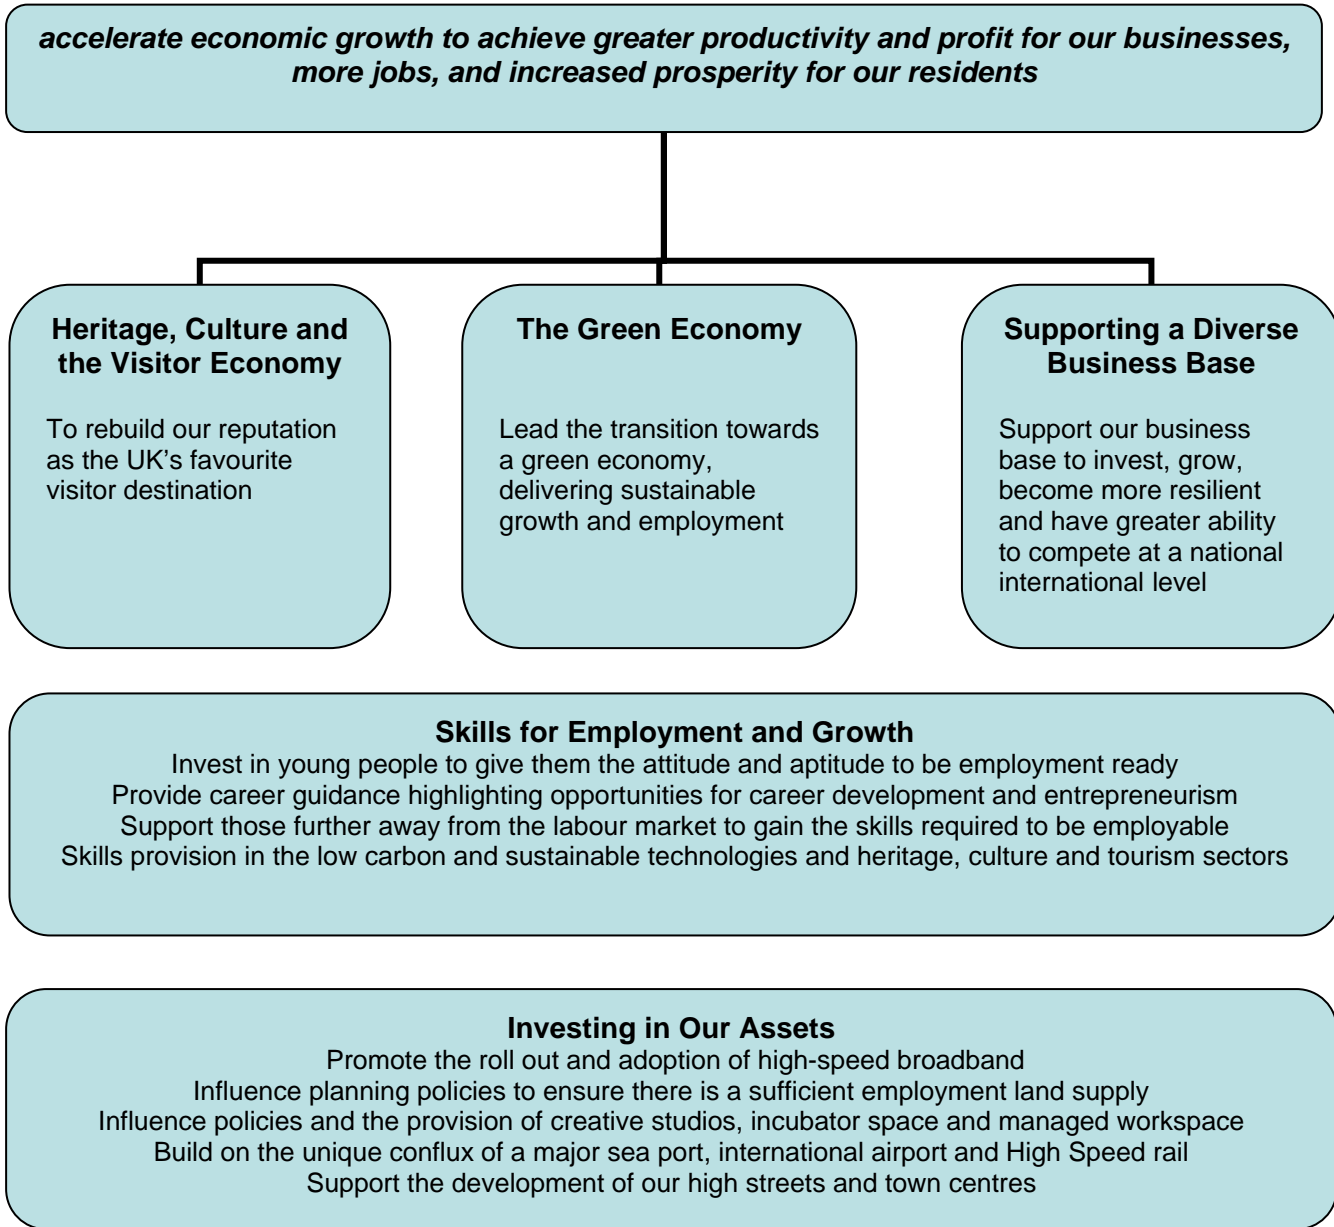 accelerate economic growth to achieve greater productivity and profit for our businesses,
more jobs, and increased prosperity for our residents
Heritage, Culture and
the Visitor Economy
To rebuild our reputation
as the UK's favourite
visitor destination
The Green Economy
Lead the transition towards
a green economy,
delivering sustainable
growth and employment
Supporting a Diverse
Business Base
Support our business
base to invest, grow,
become more resilient
and have greater ability
to compete at a national
international level
Skills for Employment and Growth
Invest in young people to give them the attitude and aptitude to be employment ready
Provide career guidance highlighting opportunities for career development and entrepreneurism
Support those further away from the labour market to gain the skills required to be employable
Skills provision in the low carbon and sustainable technologies and heritage, culture and tourism sectors
Investing in Our Assets
Promote the roll out and adoption of high-speed broadband
Influence planning policies to ensure there is a sufficient employment land supply
Influence policies and the provision of creative studios, incubator space and managed workspace
Build on the unique conflux of a major sea port, international airport and High Speed rail
Support the development of our high streets and town centres